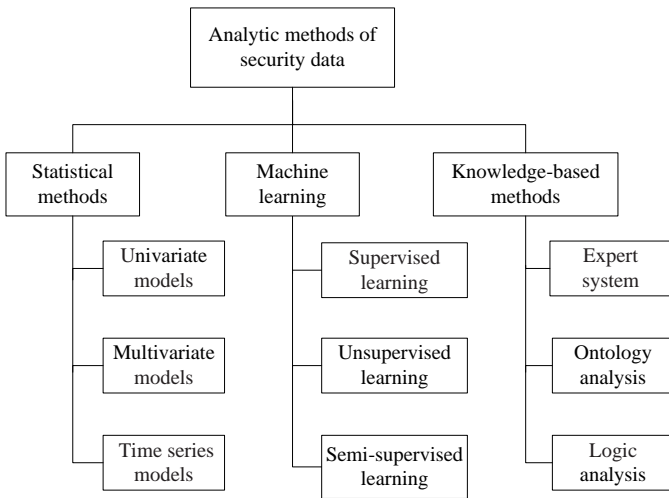 Analytic methods of
security data
Statistical
methods
Machine
learning
Knowledge-based
methods
Univariate
models
Supervised
learning
Expert
system
Multivariate
models
Unsupervised
learning
Ontology
analysis
Time series
models
Semi-supervised
learning
Logic
analysis